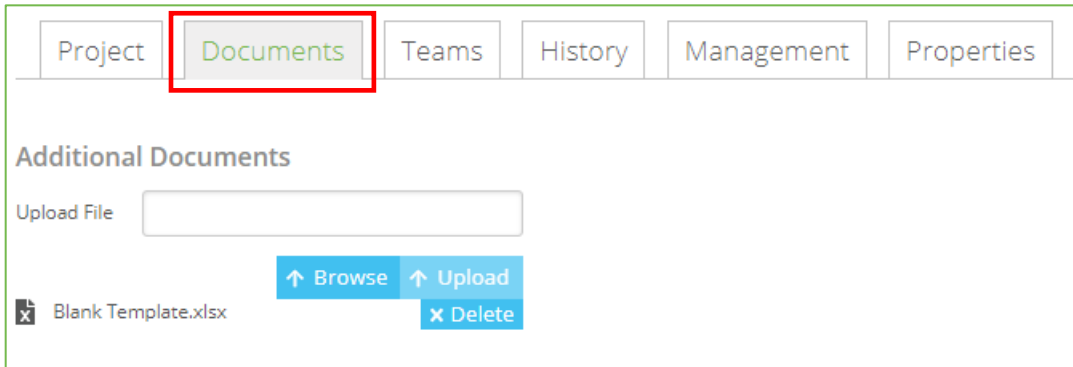 Project Documents Teams History Management Properties
Additional Documents
Upload File
Browse Upload
Blank Template.xlsx Delete